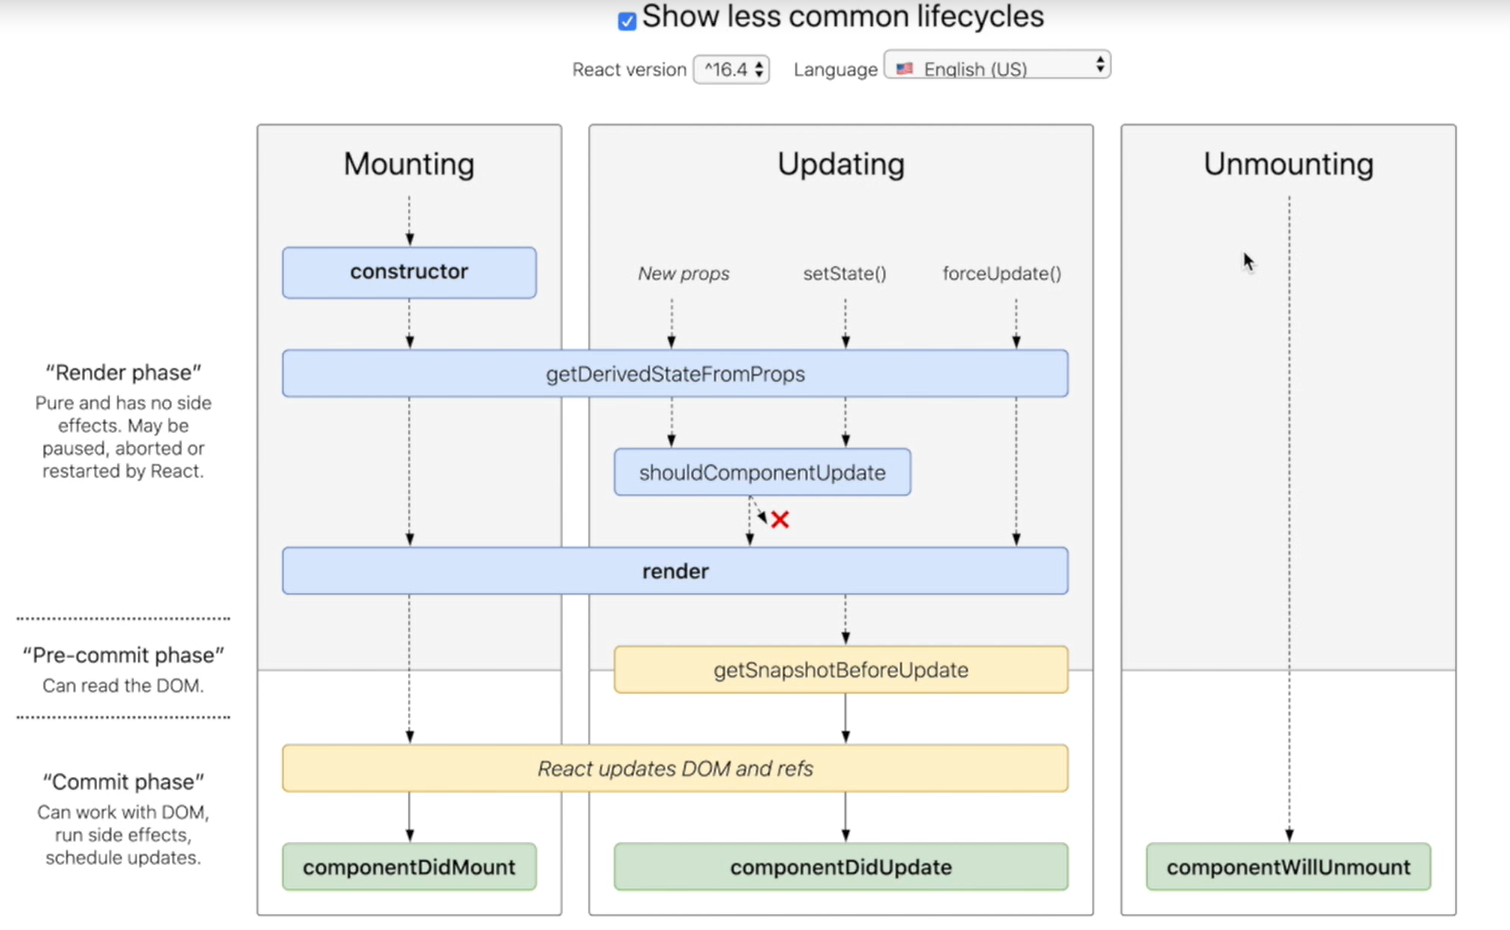 Show less common lifecycles
React version ^16.4 Language English (US)
Mounting
Updating
Unmounting
constructor
New props
setState()
forceUpdate()
“Render phase”
Pure and has no side
effects. May be
paused, aborted or
restarted by React.
getDerivedStateFromProps
shouldComponentUpdate
render
“Pre-commit phase”
Can read the DOM.
getSnapshotBeforeUpdate
React updates DOM and refs
“Commit phase”
Can work with DOM,
run side effects,
schedule updates.
componentDidMount
componentDidUpdate
componentWillUnmount